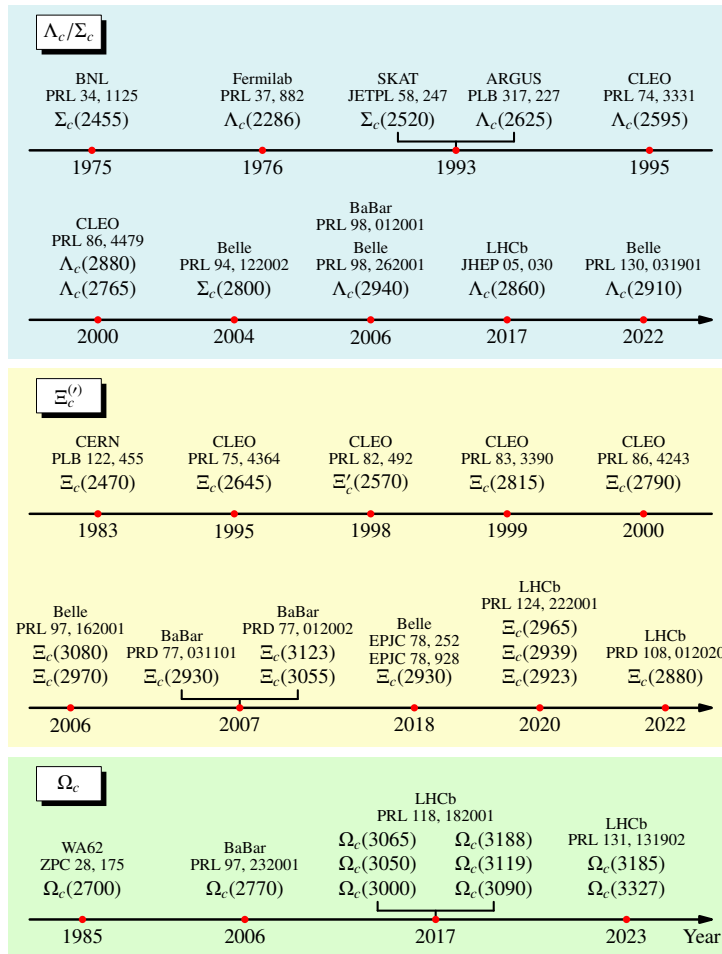 Λc/Σc
BNL
PRL 34, 1125
Σc(2455)
1975
Fermilab
PRL 37, 882
Λc(2286)
1976
SKAT
JETPL 58, 247
Σc(2520)
ARGUS
PLB 317, 227
Λc(2625)
1993
CLEO
PRL 74, 3331
Λc(2595)
1995
CLEO
PRL 86, 4479
Λc(2880)
Λc(2765)
2000
Belle
PRL 94, 122002
Σc(2800)
2004
BaBar
PRL 98, 012001
Belle
PRL 98, 262001
Λc(2940)
2006
LHCb
JHEP 05, 030
Λc(2860)
2017
Belle
PRL 130, 031901
Λc(2910)
2022
Ξc(′)
CERN
PLB 122, 455
Ξc(2470)
1983
CLEO
PRL 75, 4364
Ξc(2645)
1995
CLEO
PRL 82, 492
Ξ′c(2570)
1998
CLEO
PRL 83, 3390
Ξc(2815)
1999
CLEO
PRL 86, 4243
Ξc(2790)
2000
Belle
PRL 97, 162001
Ξc(3080)
Ξc(2970)
2006
BaBar
PRD 77, 031101
Ξc(2930)
BaBar
PRD 77, 012002
Ξc(3123)
Ξc(3055)
2007
Belle
EPJC 78, 252
EPJC 78, 928
Ξc(2930)
2018
LHCb
PRL 124, 222001
Ξc(2965)
Ξc(2939)
Ξc(2923)
2020
LHCb
PRD 108, 012020
Ξc(2880)
2022
Ωc
WA62
ZPC 28, 175
Ωc(2700)
1985
BaBar
PRL 97, 232001
Ωc(2770)
2006
LHCb
PRL 118, 182001
Ωc(3065) Ωc(3188)
Ωc(3050) Ωc(3119)
Ωc(3000) Ωc(3090)
2017
LHCb
PRL 131, 131902
Ωc(3185)
Ωc(3327)
2023
Year